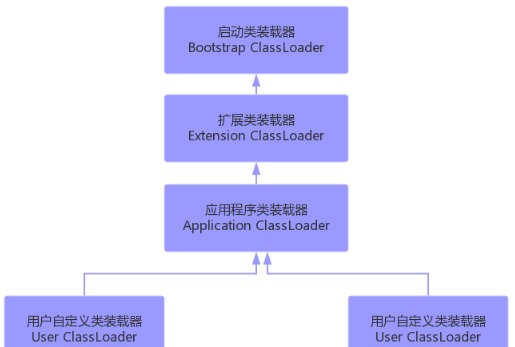 启动类装载器
Bootstrap ClassLoader
扩展类装载器
Extension ClassLoader
应用程序类装载器
Application ClassLoader
用户自定义类装载器
User ClassLoader
用户自定义类装载器
User ClassLoader